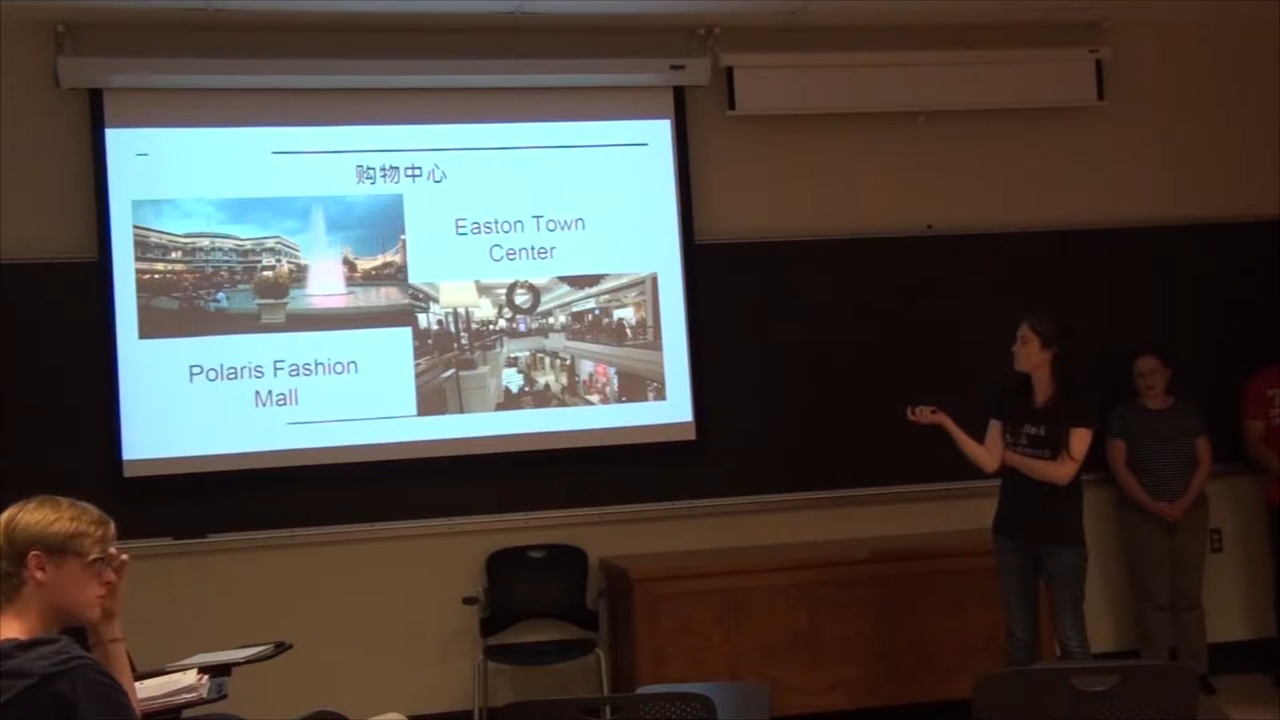 购物中心
Easton Town
Center
Polaris Fashion
Mall